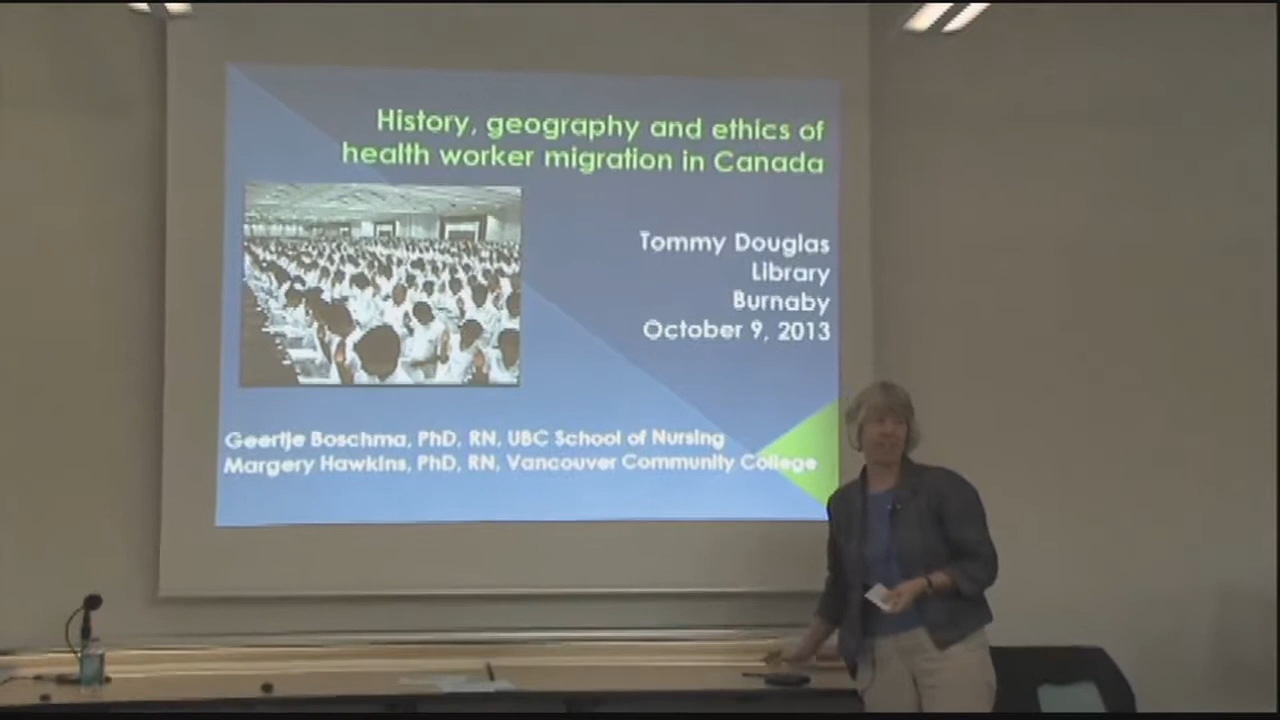 History, geography and ethics of
health worker migration in Canada
Tommy Douglas
Library
Burnaby
October 9, 2013
Geertje Boschma, PhD, RN, UBC School of Nursing
Margery Hawkins, PhD, RN, Vancouver Community College